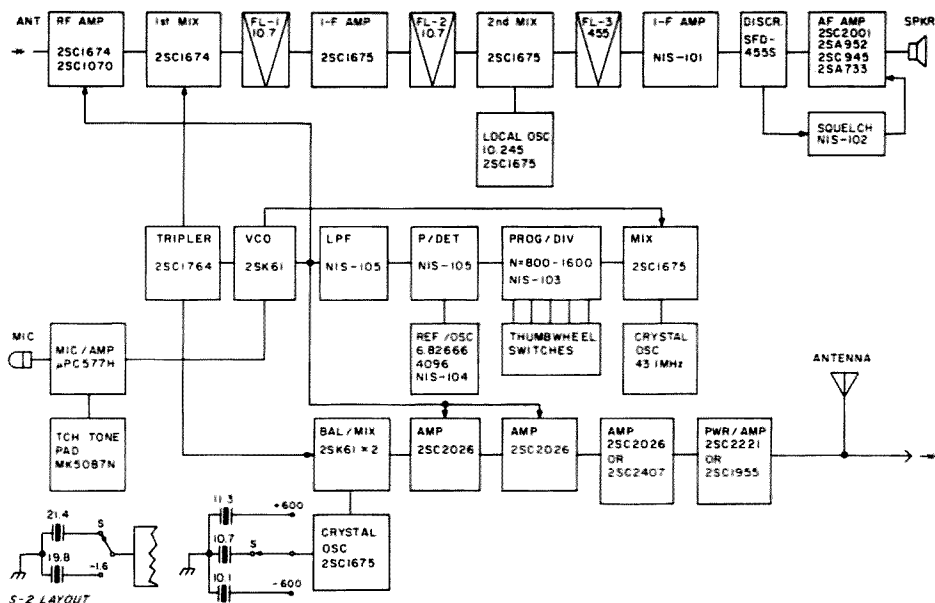 ANT
RF AMP
2SC1674
2SC1070
1st MIX
2SC1674
FL-1
10.7
I-F AMP
2SC1675
FL-2
10.7
2nd MIX
2SC1675
FL-3
455
I-F AMP
NIS-101
DISCR.
SFD-
455S
AF AMP
2SC2001
2SA952
2SC945
2SA733
SPKR
LOCAL OSC
10.245
2SC1675
SQUELCH
NIS-102
TRIPLER
2SC1764
VCO
2SK61
LPF
NIS-105
P/DET
NIS-105
PROG/DIV
N=800-1600
NIS-103
MIX
2SC1675
MIC
MIC/AMP
μPC577H
REF/OSC
6.82666
4096
NIS-104
THUMBWHEEL
SWITCHES
CRYSTAL
OSC
43.1MHz
ANTENNA
TCH TONE
PAD
MK5087N
BAL/MIX
2SK61 × 2
AMP
2SC2026
AMP
2SC2026
AMP
2SC2026
OR
2SC2407
PWR/AMP
2SC2221
OR
2SC1955
21.4
S
19.8
-1.6
S-2 LAYOUT
11.3
+600
10.7
S
10.1
-600
CRYSTAL
OSC
2SC1675